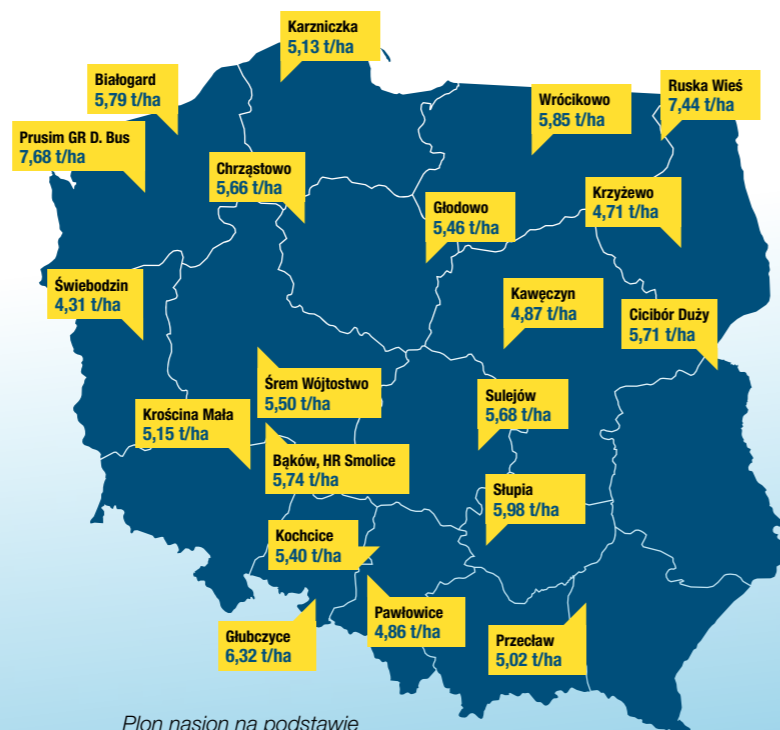 Karzniczka
5,13 t/ha
Białogard
5,79 t/ha
Wrócikowo
5,85 t/ha
Ruska Wieś
7,44 t/ha
Prusim GR D. Bus
7,68 t/ha
Chrząstowo
5,66 t/ha
Głodowo
5,46 t/ha
Krzyżewo
4,71 t/ha
Świebodzin
4,31 t/ha
Kawęczyn
4,87 t/ha
Cicibór Duży
5,71 t/ha
Śrem Wójtostwo
5,50 t/ha
Sulejów
5,68 t/ha
Krościna Mała
5,15 t/ha
Bąków, HR Smolice
5,74 t/ha
Słupia
5,98 t/ha
Kochcice
5,40 t/ha
Pawłowice
4,86 t/ha
Głubczyce
6,32 t/ha
Przecław
5,02 t/ha
Plon nasion na podstawie